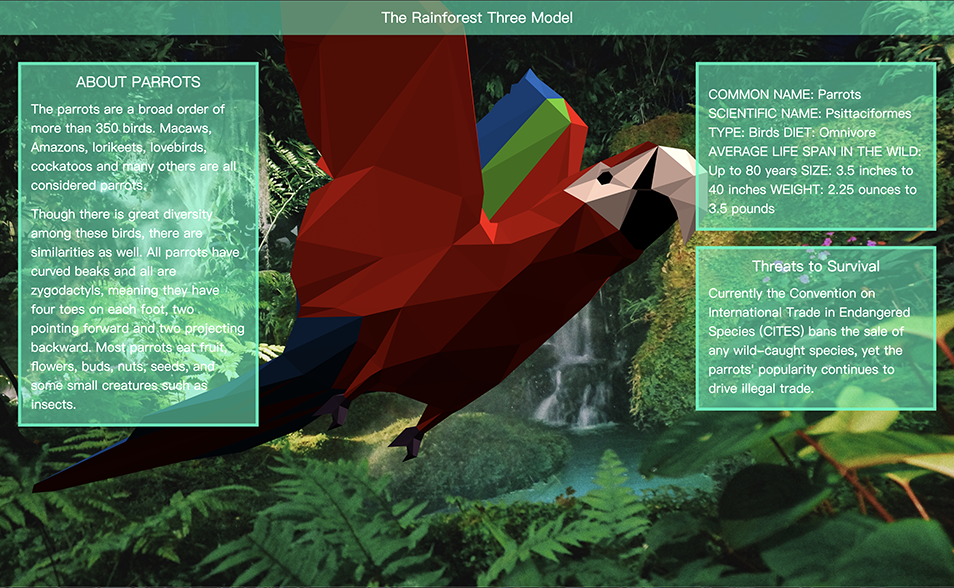 The Rainforest Three Model
ABOUT PARROTS
The parrots are a broad order of
more than 350 birds. Macaws,
Amazons, lorikeets, lovebirds,
cockatoos and many others are all
considered parrots.
Though there is great diversity
among these birds, there are
similarities as well. All parrots have
curved beaks and all are
zygodactyls, meaning they have
four toes on each foot, two
pointing forward and two projecting
backward. Most parrots eat fruit,
flowers, buds, nuts, seeds, and
some small creatures such as
insects.
COMMON NAME: Parrots
SCIENTIFIC NAME: Psittaciformes
TYPE: Birds DIET: Omnivore
AVERAGE LIFE SPAN IN THE WILD:
Up to 80 years SIZE: 3.5 inches to
40 inches WEIGHT: 2.25 ounces to
3.5 pounds
Threats to Survival
Currently the Convention on
International Trade in Endangered
Species (CITES) bans the sale of
any wild-caught species, yet the
parrots' popularity continues to
drive illegal trade.